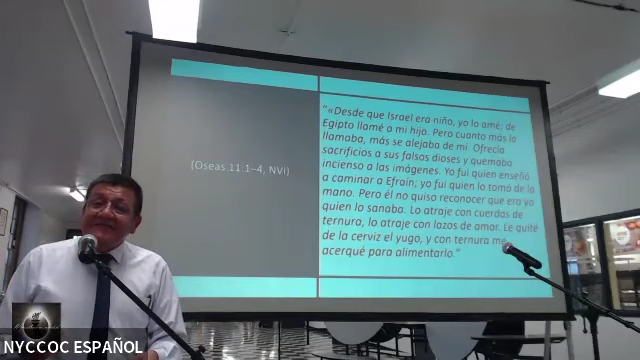 (Oseas 11.1–4, NVI)
“«Desde que Israel era niño, yo lo amé; de
Egipto llamé a mi hijo. Pero cuanto más lo
llamaba, más se alejaba de mí. Ofrecía
sacrificios a sus falsos dioses y quemaba
incienso a las imágenes. Yo fui quien enseñó
a caminar a Efraín; yo fui quien lo tomó de la
mano. Pero él no quiso reconocer que era yo
quien lo sanaba. Lo atraje con cuerdas de
ternura, lo atraje con lazos de amor. Le quité
de la cerviz el yugo, y con ternura me
acerqué para alimentarlo.”
NYCCOC ESPAÑOL